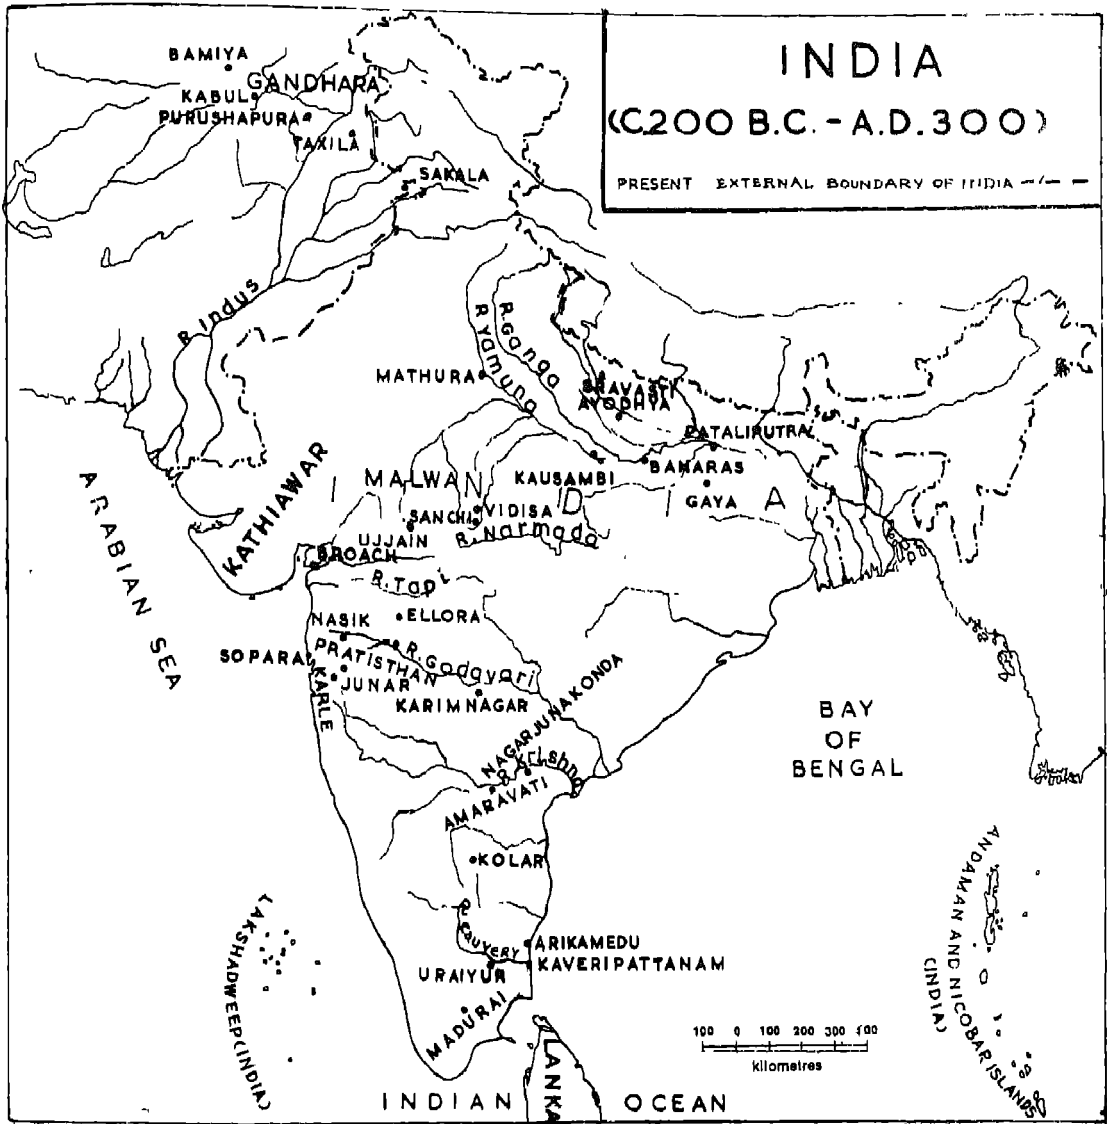 INDIA
(C.200 B.C. - A.D. 300)
PRESENT EXTERNAL BOUNDARY OF INDIA
BAMIYA
GANDHARA
KABUL
PURUSHAPURA
TAXILA
SAKALA
R. Indus
R. Ganga
R Yamuna
MATHURA
SRAVASTI
AYODHYA
PATALIPUTRA
BANARAS
KAUSAMBI
GAYA
MALWA
N
D
A
VIDISA
SANCHI
UJJAIN
R. Narmada
KATHIAWAR
BROACH
R. Tapi
ARABIAN SEA
ELLORA
NASIK
R. Godavari
PRATISTHAN
SOPARA
JUNAR
KARLE
KARIMNAGAR
NAGARJUNAKONDA
R Krishna
AMARAVATI
BAY
OF
BENGAL
KOLAR
R. Cauvery
ARIKAMEDU
KAVERIPATTANAM
URAIYUR
MADURAI
LAKSHADWEEP (INDIA)
ANDAMAN AND NICOBAR ISLANDS
(INDIA)
100 0 100 200 300 400
kilometres
LANKA
INDIAN OCEAN